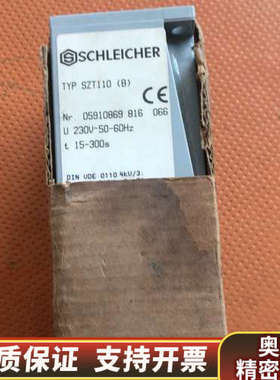 SCHLEICHER
TYP SZT110 (B)
CE
Nr. 05910869 816 066
U 230V-50-60Hz
t 15-300s
DIN VDE 0110 4kV/3
质保证 支持开票
奥
精密